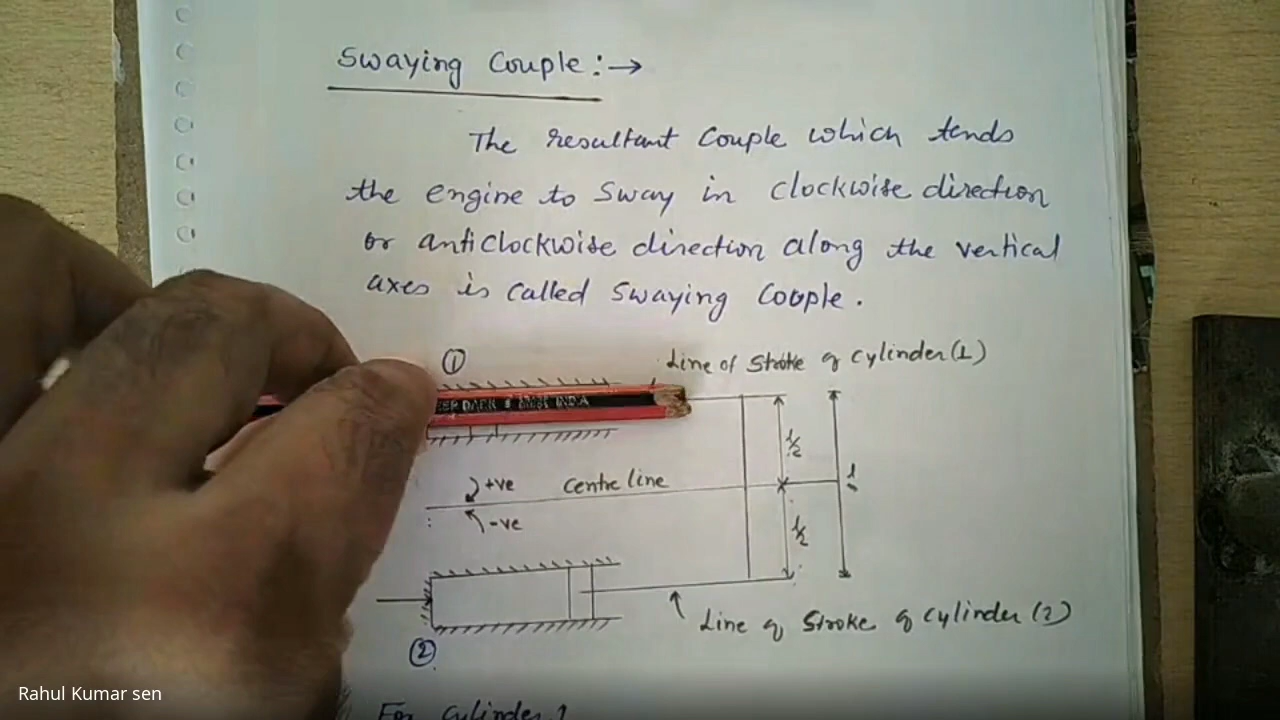 Swaying Couple :→
The resultant Couple which tends
the engine to Sway in Clockwise direction
or anticlockwise direction along the vertical
axes is called Swaying Couple .
①
Line of Stroke of Cylinder (1)
l/2
+ve Centre line
l
-ve
l/2
Line of Stroke of Cylinder (2)
②
Rahul Kumar sen
For Cylinder 1